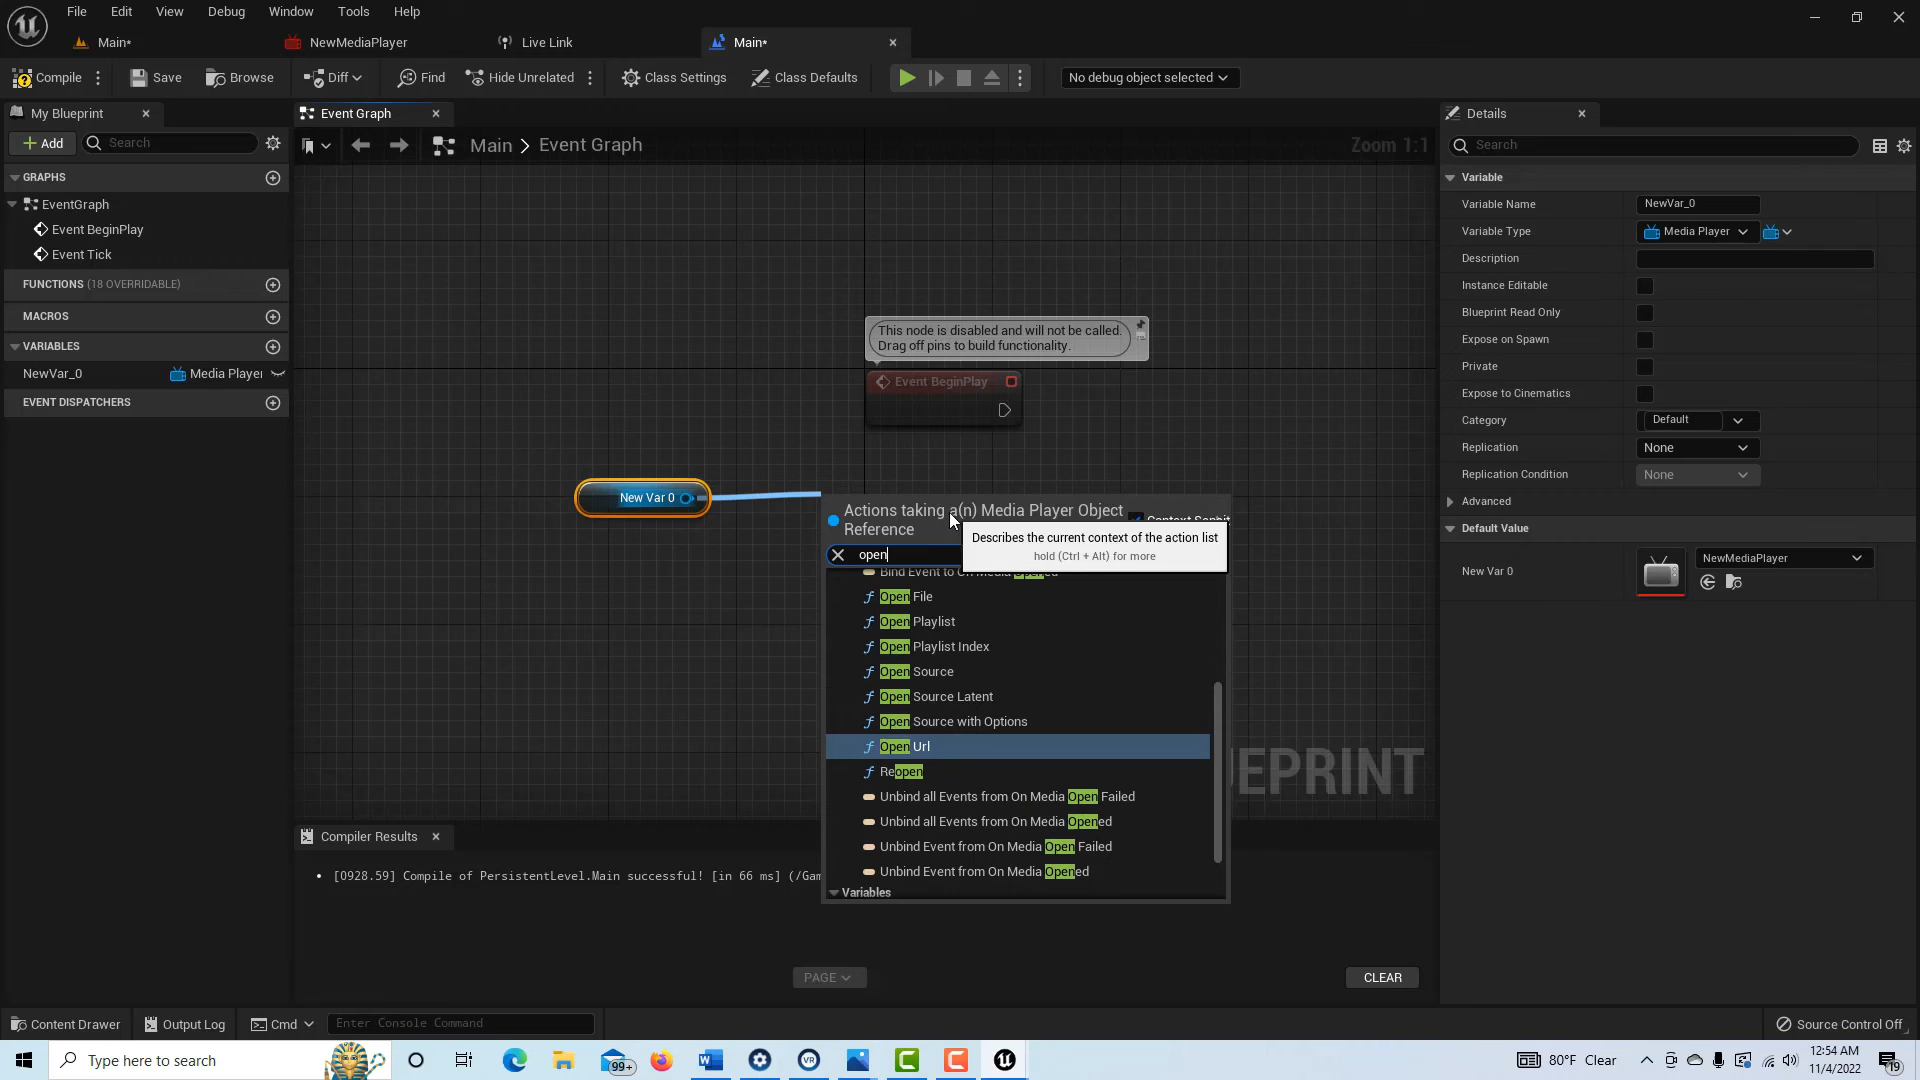 File Edit View Debug Window Tools Help
Main* NewMediaPlayer Live Link Main*
Compile Save Browse Diff Find Hide Unrelated Class Settings Class Defaults No debug object selected
My Blueprint Event Graph Details
Add Search
Main > Event Graph Zoom 1:1
Search
GRAPHS
EventGraph
Event BeginPlay
Event Tick
FUNCTIONS (18 OVERRIDABLE)
MACROS
VARIABLES
NewVar_0 Media Player
EVENT DISPATCHERS
This node is disabled and will not be called.
Drag off pins to build functionality.
Event BeginPlay
New Var 0
Actions taking a(n) Media Player Object
Reference
Describes the current context of the action list
hold (Ctrl + Alt) for more
open
Bind Event to On Media Opened
Open File
Open Playlist
Open Playlist Index
Open Source
Open Source Latent
Open Source with Options
Open Url
Reopen
Unbind all Events from On Media Open Failed
Unbind all Events from On Media Opened
Unbind Event from On Media Open Failed
Unbind Event from On Media Opened
Variables
EPRINT
Compiler Results
[0928.59] Compile of PersistentLevel.Main successful! [in 66 ms] (/Gam
PAGE CLEAR
Variable
Variable Name NewVar_0
Variable Type Media Player
Description
Instance Editable
Blueprint Read Only
Expose on Spawn
Private
Expose to Cinematics
Category Default
Replication None
Replication Condition None
Advanced
Default Value
New Var 0 NewMediaPlayer
Content Drawer Output Log Cmd Enter Console Command Source Control Off
Type here to search 99+ 80°F Clear 12:54 AM
11/4/2022 19